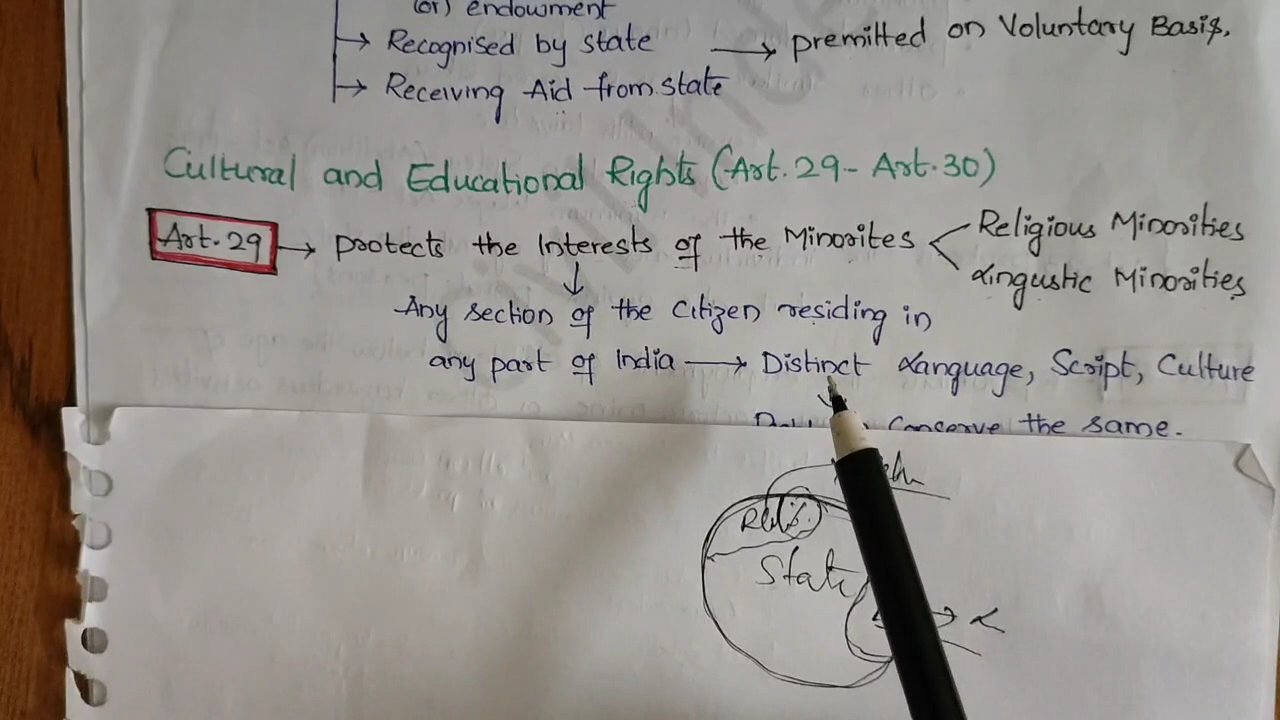 (or) endowment
→ Recognised by state → premitted on Voluntary Basis.
→ Receiving Aid from state
Cultural and Educational Rights (Art. 29 - Art. 30)
Art. 29 → protects the Interests of the Minorites < Religious Minorities
Lingustic Minorities
↓
Any section of the Citizen residing in
any part of India → Distinct Language, Script, Culture
Concerve the same.
State
→ L